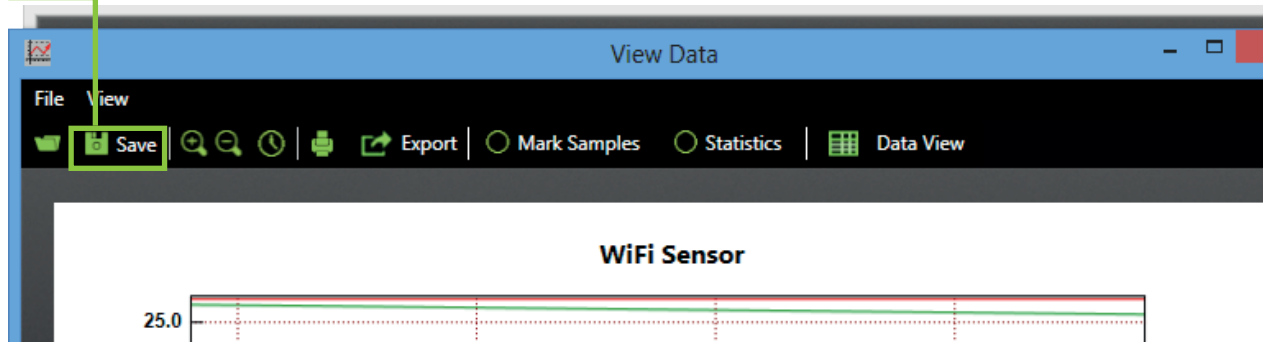 View Data
File View
Save Export Mark Samples Statistics Data View
WiFi Sensor
25.0